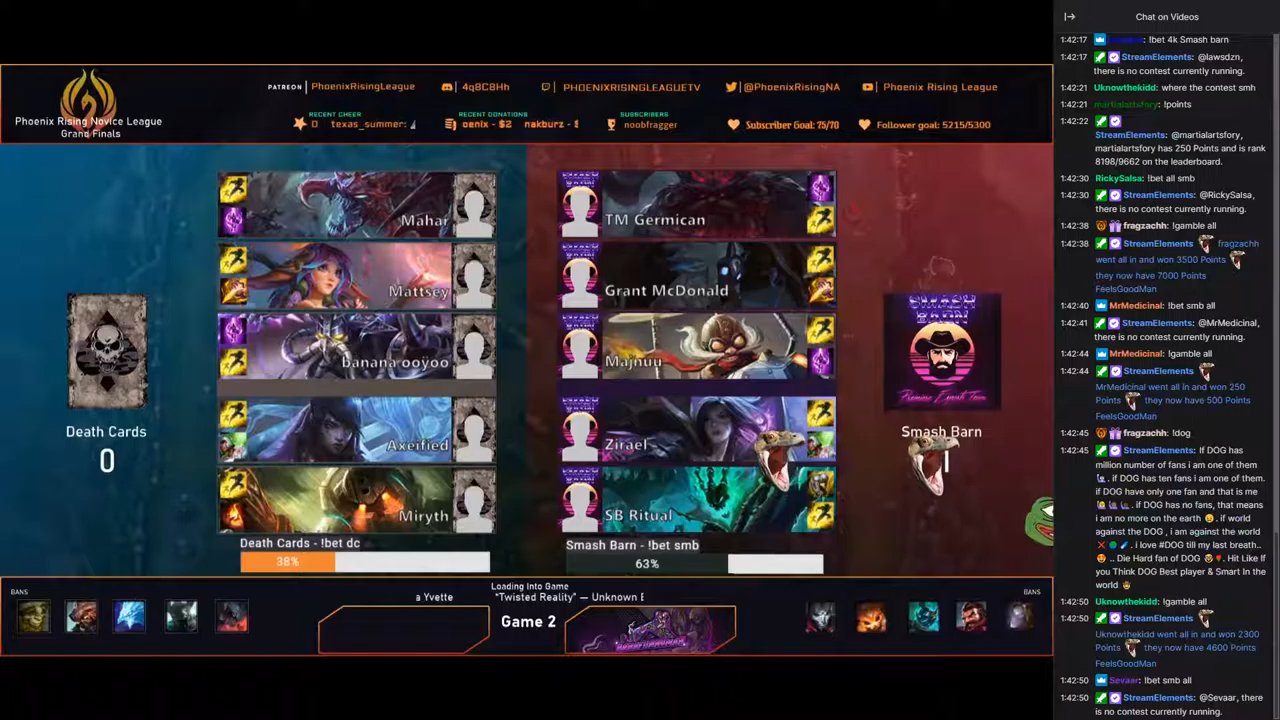 Phoenix Rising Novice League
Grand Finals
PATREON | PhoenixRisingLeague
4q8C8Hh
PHOENIXRISINGLEAGUETV
@PhoenixRisingNA
Phoenix Rising League
RECENT CHEER
0 texas_summer:
RECENT DONATIONS
oenix - $2 nakburz - $
SUBSCRIBERS
noobfragger
Subscriber Goal: 75/70
Follower goal: 5215/5300
Mahar
TM Germican
Mattsey
Grant McDonald
banana ooyoo
Majnuu
Axeified
Zirael
Miryth
SB Ritual
Death Cards
0
SMASH
BARN
Smash Barn
Death Cards - !bet dc
38%
Smash Barn - !bet smb
63%
BANS
a Yvette
Loading Into Game
"Twisted Reality" — Unknown
Game 2
BANS
Chat on Videos
1:42:17 : !bet 4k Smash barn
1:42:17 StreamElements: @lawsdzn,
there is no contest currently running.
1:42:21 Uknowthekidd: where the contest smh
1:42:21 martialartsfory: !points
1:42:22
StreamElements: @martialartsfory,
martialartsfory has 250 Points and is rank
8198/9662 on the leaderboard.
1:42:30 RickySalsa: !bet all smb
1:42:30 StreamElements: @RickySalsa,
there is no contest currently running.
1:42:38 fragzachh: !gamble all
1:42:38 StreamElements: fragzachh
went all in and won 3500 Points
they now have 7000 Points
FeelsGoodMan
1:42:40 MrMedicinal: !bet smb all
1:42:41 StreamElements: @MrMedicinal,
there is no contest currently running.
1:42:44 MrMedicinal: !gamble all
1:42:44 StreamElements:
MrMedicinal went all in and won 250
Points they now have 500 Points
FeelsGoodMan
1:42:45 fragzachh: !dog
1:42:45 StreamElements: If DOG has
million number of fans i am one of them
. if DOG has ten fans i am one of them.
if DOG have only one fan and that is me
. if DOG has no fans, that means
i am no more on the earth . if world
against the DOG , i am against the world
. i love #DOG till my last breath..
.. Die Hard fan of DOG . Hit Like If
you Think DOG Best player & Smart In the
world
1:42:50 Uknowthekidd: !gamble all
1:42:50 StreamElements:
Uknowthekidd went all in and won 2300
Points they now have 4600 Points
FeelsGoodMan
1:42:50 Sevaar: !bet smb all
1:42:50 StreamElements: @Sevaar, there
is no contest currently running.